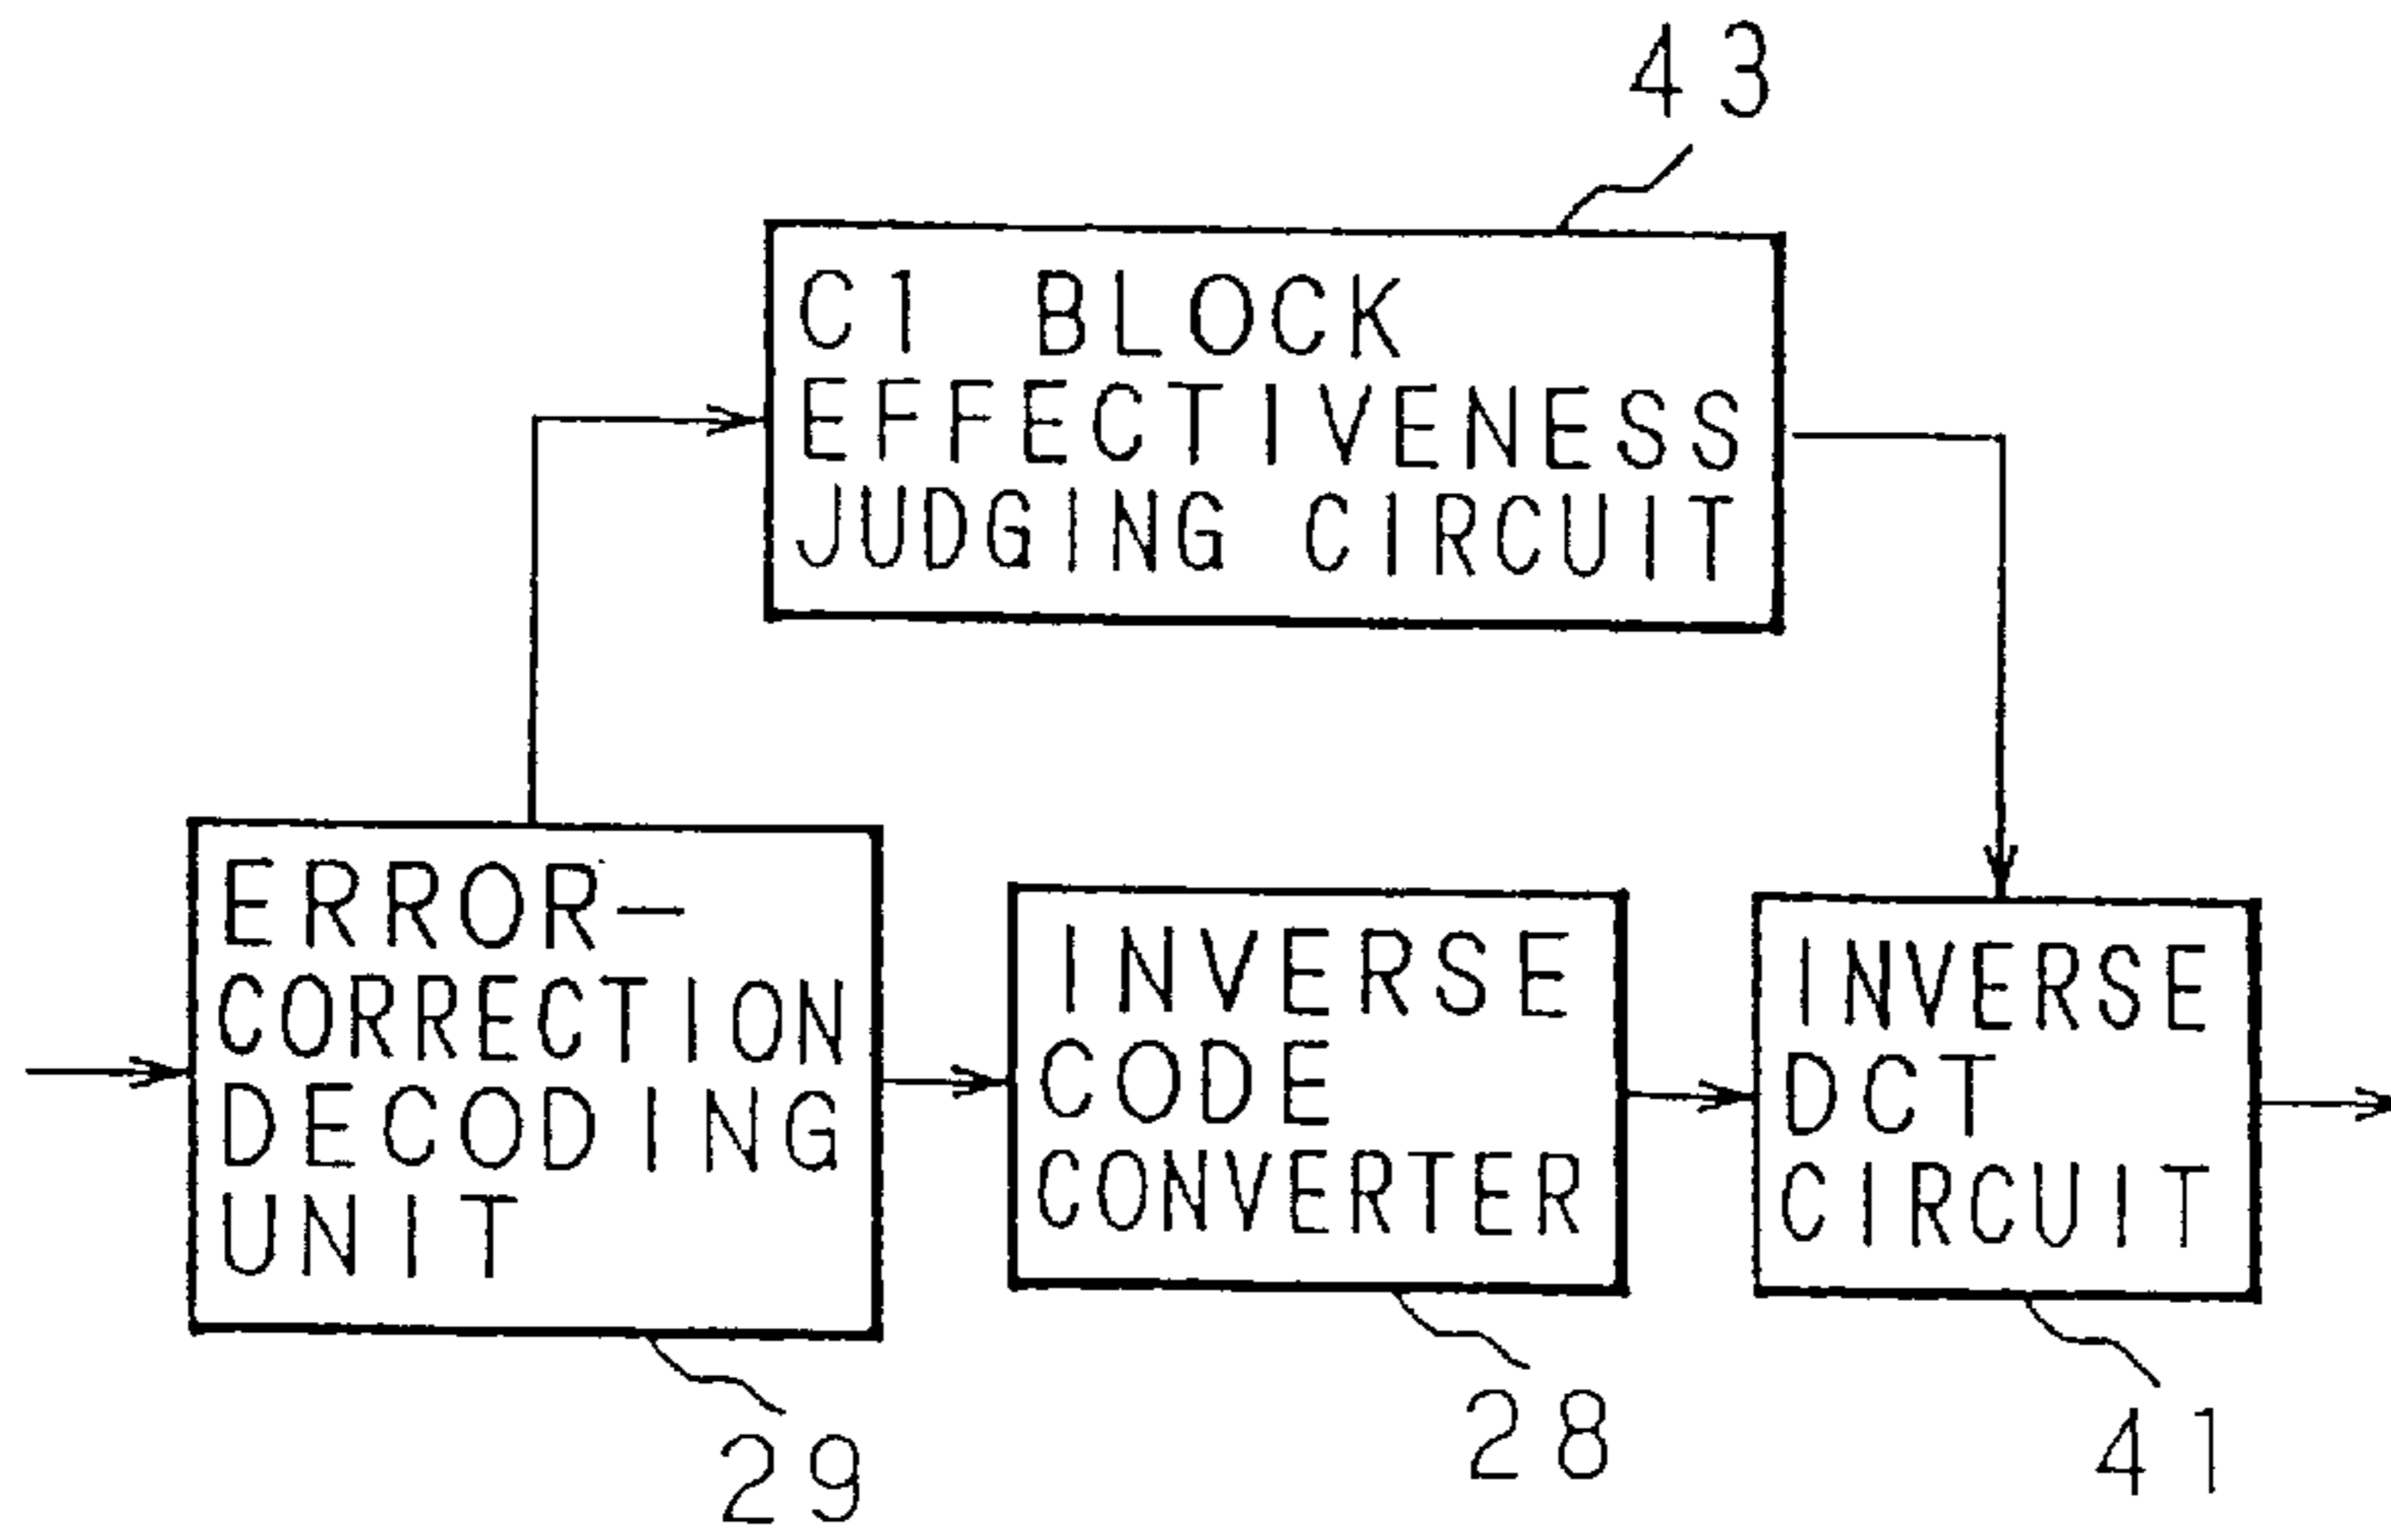 43
C1 BLOCK
EFFECTIVENESS
JUDGING CIRCUIT
ERROR-
CORRECTION
DECODING
UNIT
29
INVERSE
CODE
CONVERTER
28
INVERSE
DCT
CIRCUIT
41